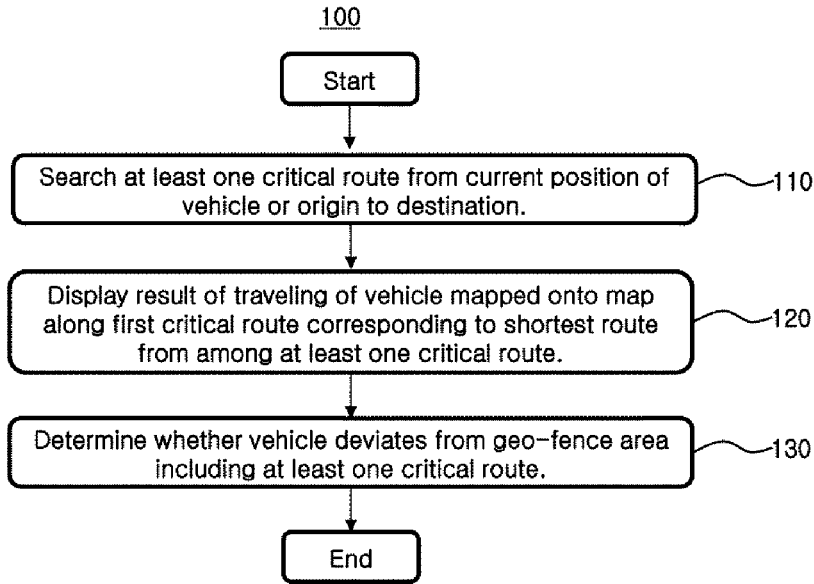 100
Start
Search at least one critical route from current position of
vehicle or origin to destination.
110
Display result of traveling of vehicle mapped onto map
along first critical route corresponding to shortest route
from among at least one critical route.
120
Determine whether vehicle deviates from geo-fence area
including at least one critical route.
130
End